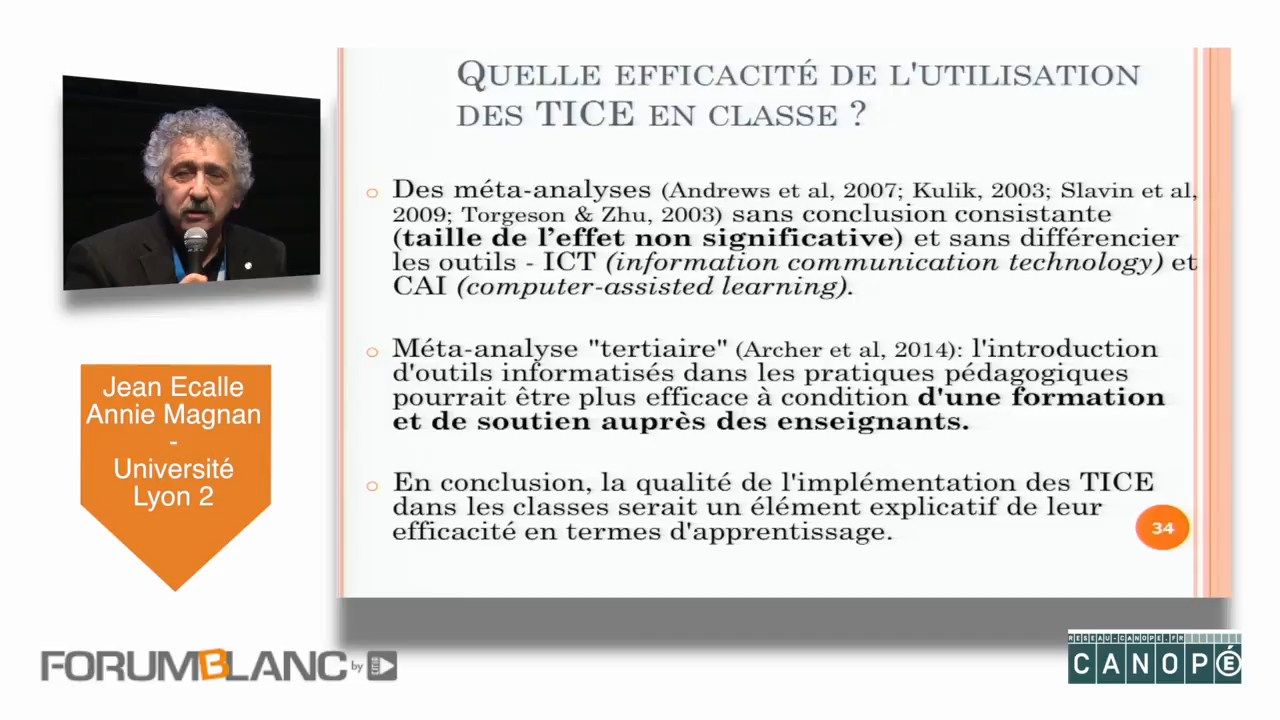 QUELLE EFFICACITÉ DE L'UTILISATION
DES TICE EN CLASSE ?
Des méta-analyses (Andrews et al, 2007; Kulik, 2003; Slavin et al,
2009; Torgeson & Zhu, 2003) sans conclusion consistante
(taille de l’effet non significative) et sans différencier
les outils - ICT (information communication technology) et
CAI (computer-assisted learning).
Méta-analyse "tertiaire" (Archer et al, 2014): l'introduction
d'outils informatisés dans les pratiques pédagogiques
pourrait être plus efficace à condition d'une formation
et de soutien auprès des enseignants.
En conclusion, la qualité de l'implémentation des TICE
dans les classes serait un élément explicatif de leur
efficacité en termes d'apprentissage.
34
Jean Ecalle
Annie Magnan
-
Université
Lyon 2
FORUMBLANC by
RESEAU-CANOPE.FR
CANOPÉ